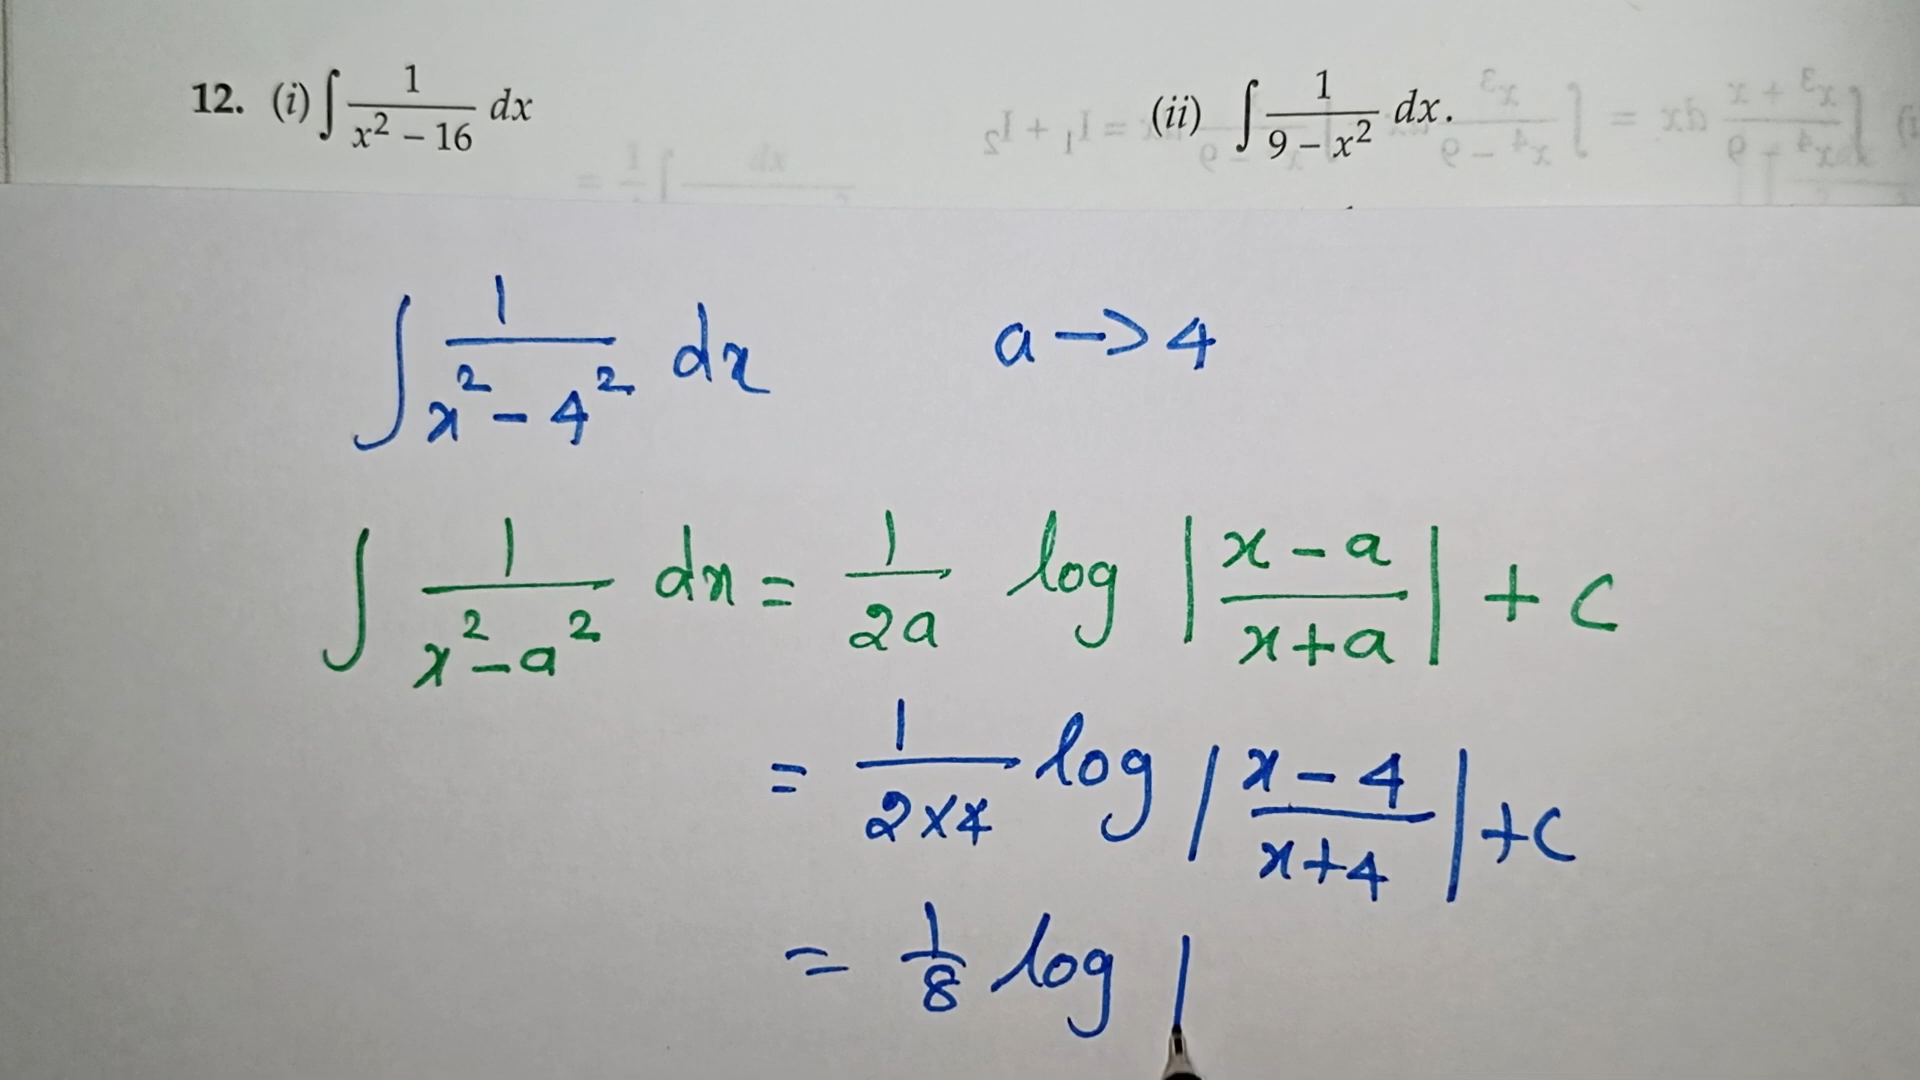 12. (i) ∫ 1/(x² − 16) dx (ii) ∫ 1/(9 − x²) dx.
∫ 1/(x² − 4²) dx a → 4
∫ 1/(x² − a²) dx = 1/2a log |(x − a)/(x + a)| + c
= 1/(2×4) log |(x − 4)/(x + 4)| + c
= 1/8 log |